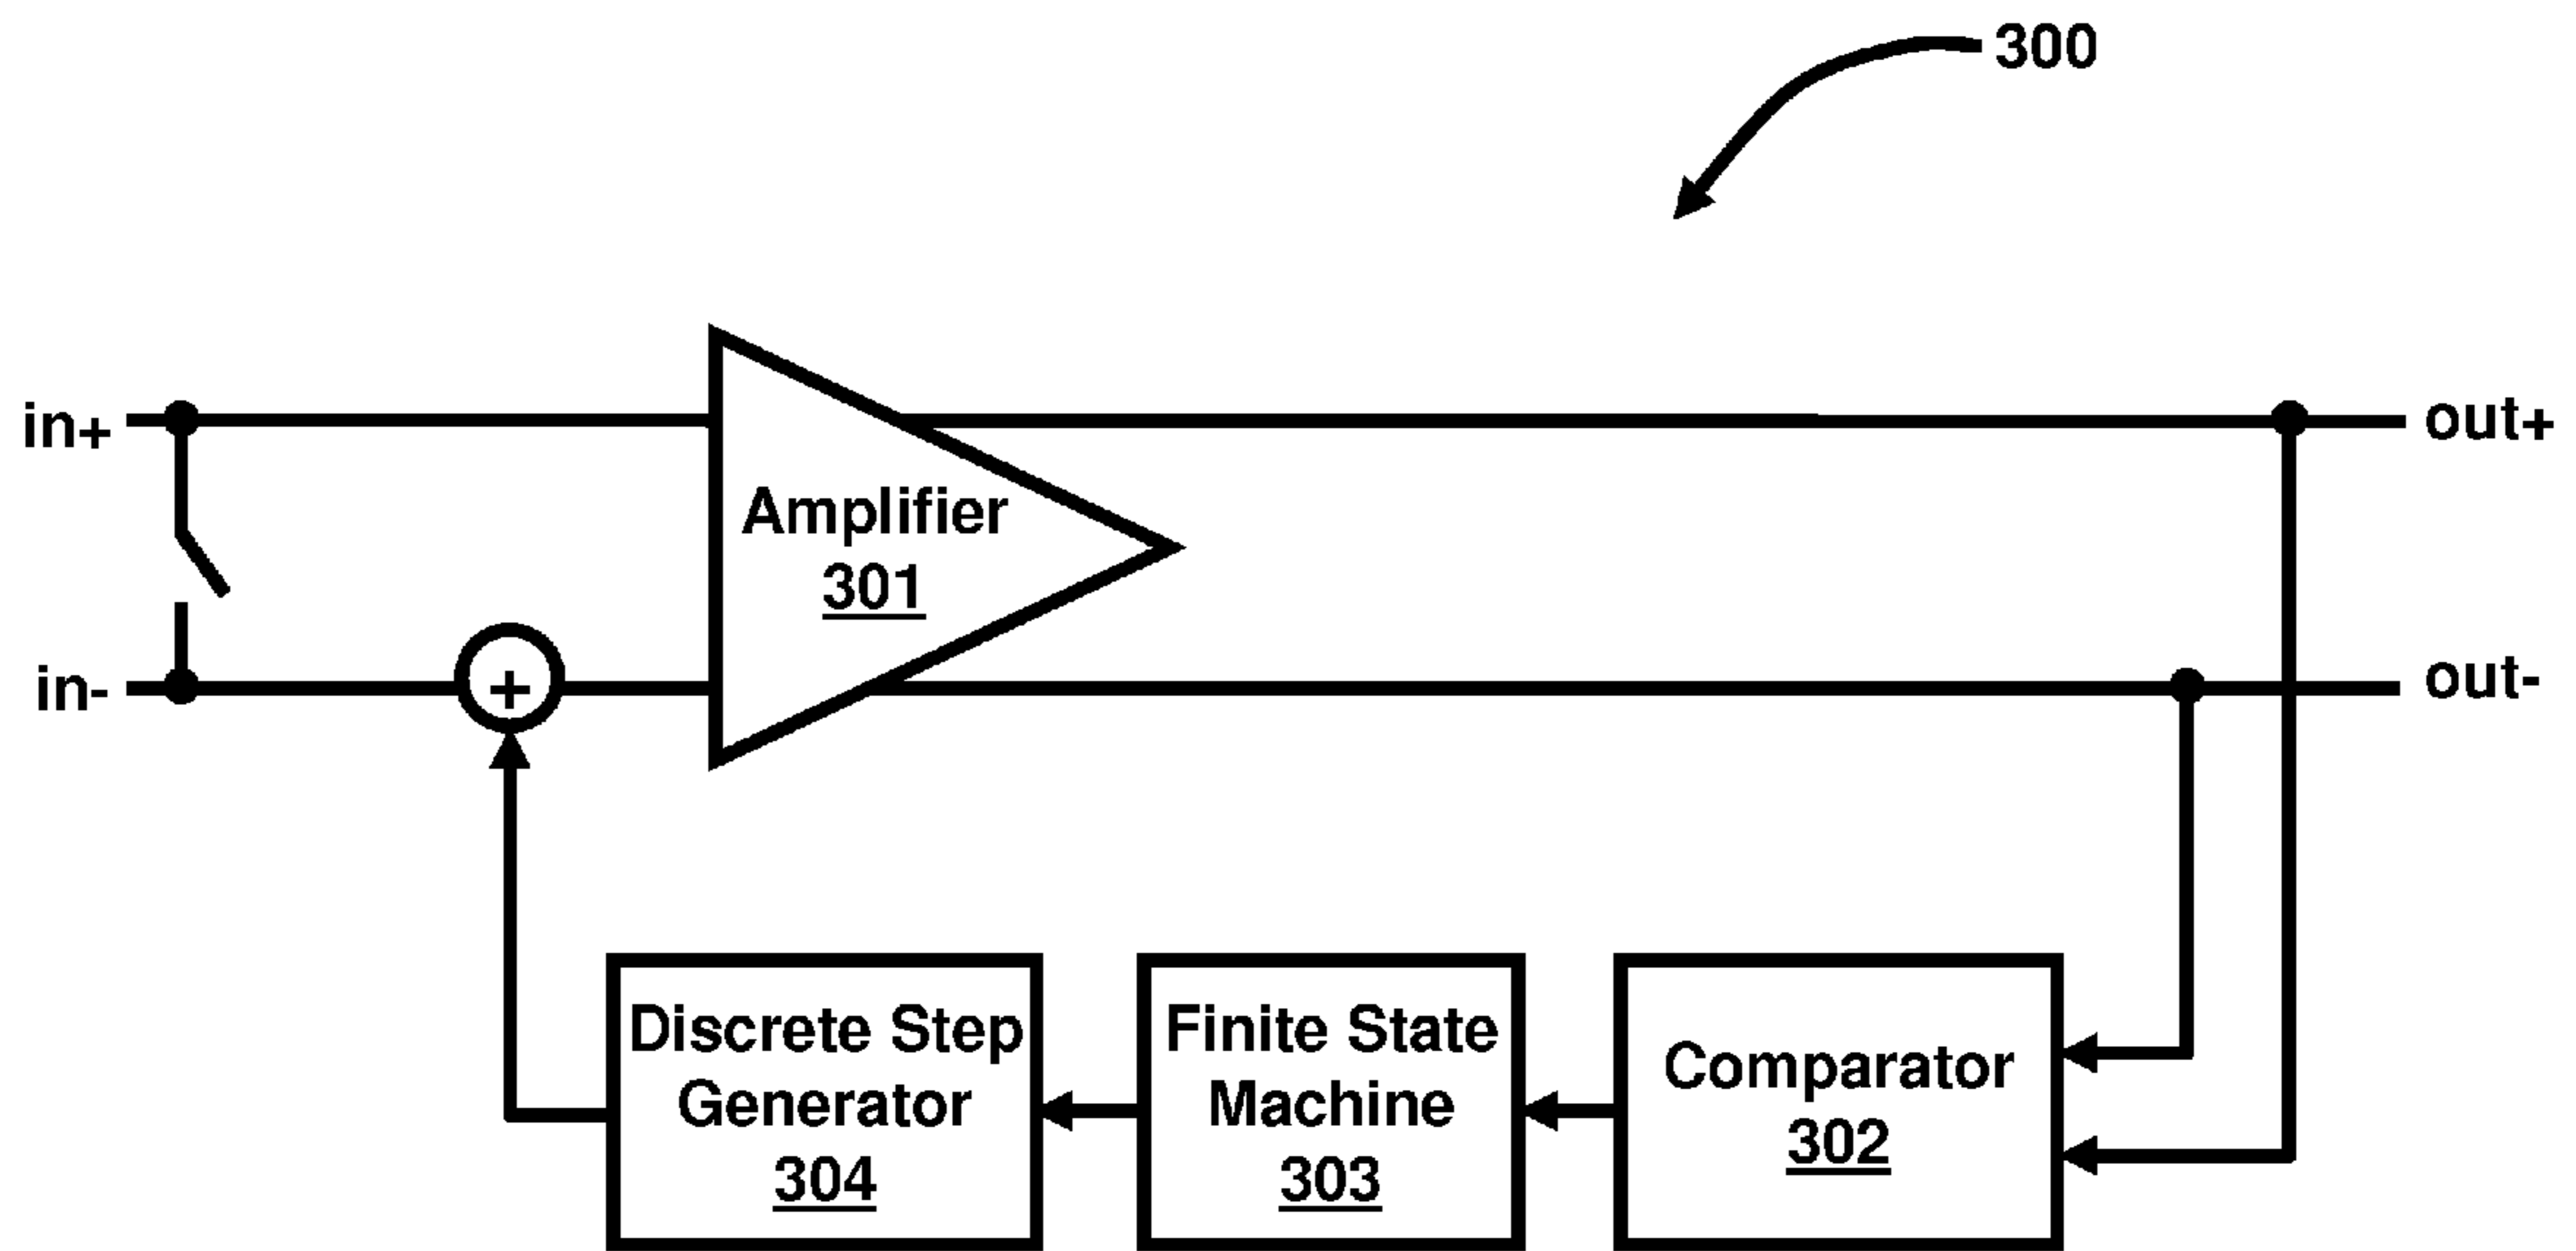 300
in+
out+
Amplifier
301
in-
+
out-
Discrete Step
Generator
304
Finite State
Machine
303
Comparator
302